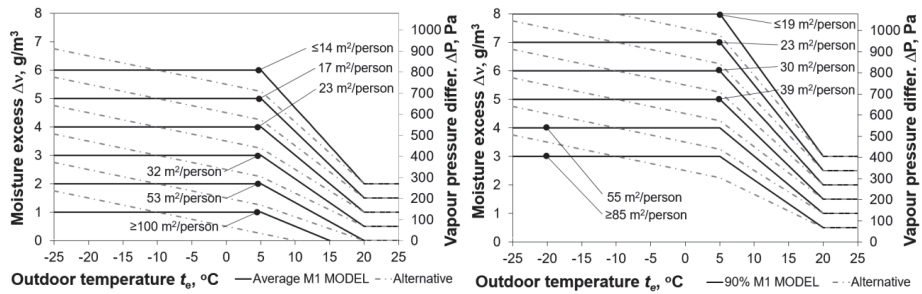 Moisture excess Δν, g/m³
8
7
6
5
4
3
2
1
0
≤14 m²/person
17 m²/person
23 m²/person
32 m²/person
53 m²/person
≥100 m²/person
1000
900
800
700
600
500
400
300
200
100
0
Vapour pressure differ. ΔP, Pa
-25 -20 -15 -10 -5 0 5 10 15 20 25
Outdoor temperature tₑ, °C
Average M1 MODEL
Alternative
Moisture excess Δν, g/m³
8
7
6
5
4
3
2
1
0
≤19 m²/person
23 m²/person
30 m²/person
39 m²/person
55 m²/person
≥85 m²/person
1000
900
800
700
600
500
400
300
200
100
0
Vapour pressure differ. ΔP, Pa
-25 -20 -15 -10 -5 0 5 10 15 20 25
Outdoor temperature tₑ, °C
90% M1 MODEL
Alternative